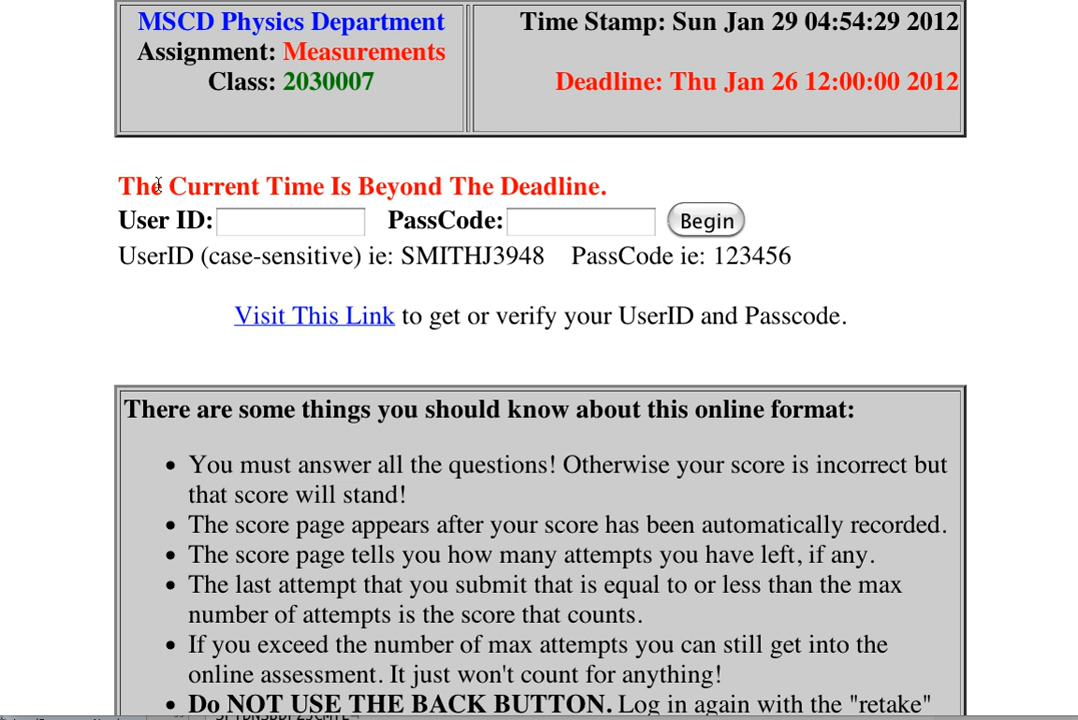 MSCD Physics Department
Assignment: Measurements
Class: 2030007
Time Stamp: Sun Jan 29 04:54:29 2012
Deadline: Thu Jan 26 12:00:00 2012
The Current Time Is Beyond The Deadline.
User ID: PassCode: Begin
UserID (case-sensitive) ie: SMITHJ3948 PassCode ie: 123456
Visit This Link to get or verify your UserID and Passcode.
There are some things you should know about this online format:
• You must answer all the questions! Otherwise your score is incorrect but
that score will stand!
• The score page appears after your score has been automatically recorded.
• The score page tells you how many attempts you have left, if any.
• The last attempt that you submit that is equal to or less than the max
number of attempts is the score that counts.
• If you exceed the number of max attempts you can still get into the
online assessment. It just won't count for anything!
• Do NOT USE THE BACK BUTTON. Log in again with the "retake"